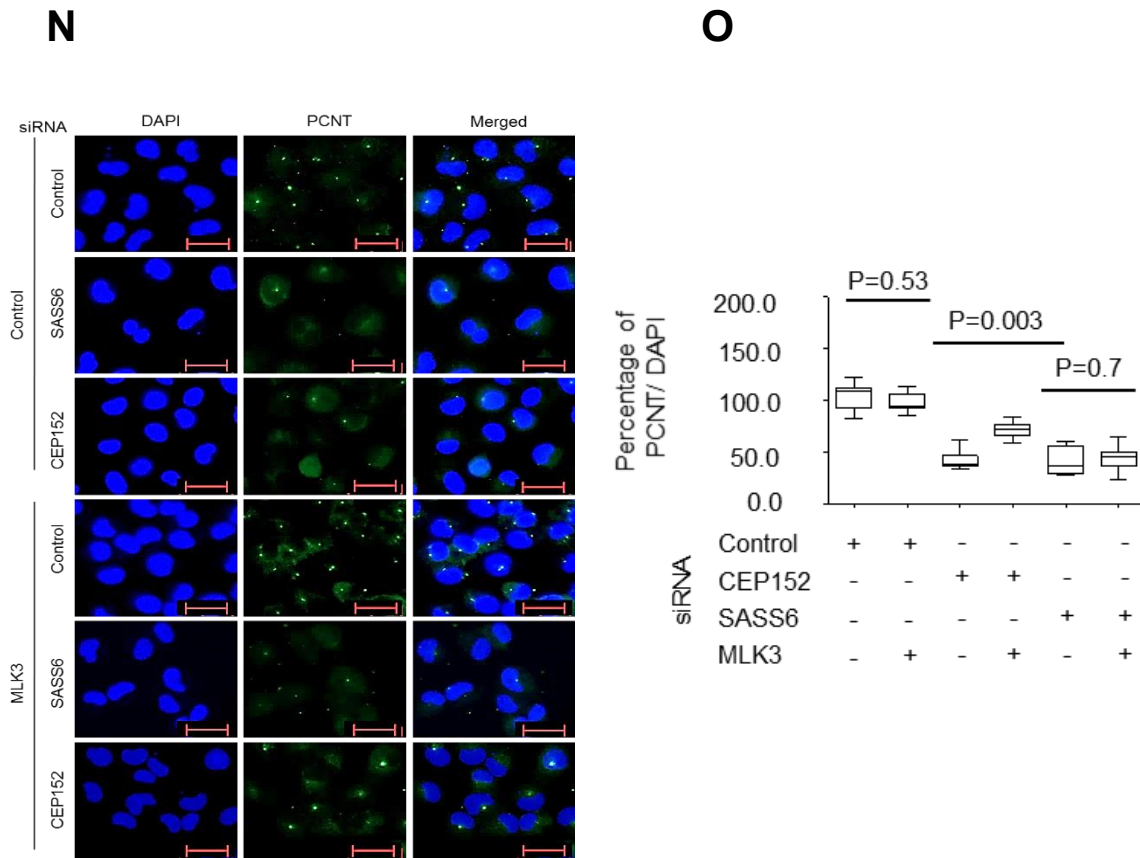 N
O
siRNA
DAPI
PCNT
Merged
Control
Control
SASS6
CEP152
MLK3
Control
SASS6
CEP152
Percentage of
PCNT/ DAPI
200.0
150.0
100.0
50.0
0.0
P=0.53
P=0.003
P=0.7
siRNA
Control + + - - - -
CEP152 - - + + - -
SASS6 - - - - + +
MLK3 - + - + - +